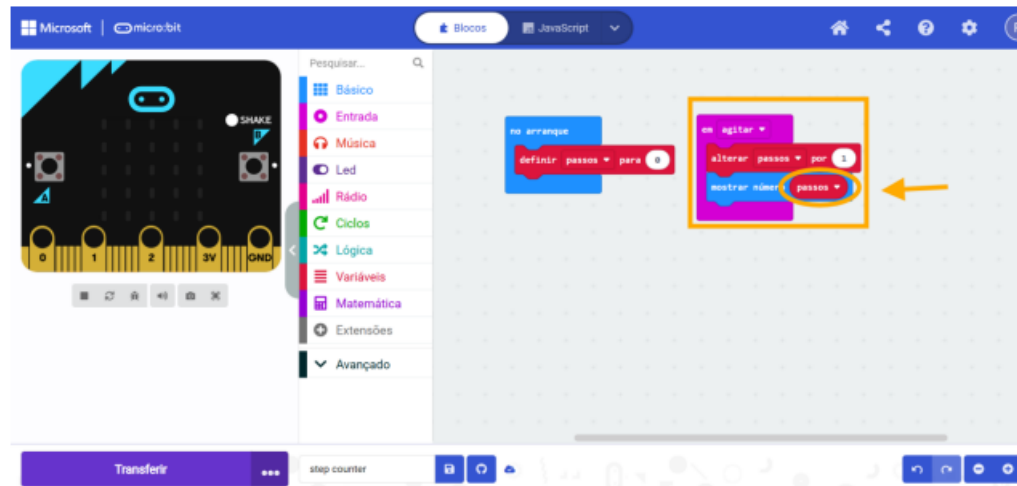 Microsoft | micro:bit
Blocos
JavaScript
Pesquisar...
Básico
Entrada
Música
Led
Rádio
Ciclos
Lógica
Variáveis
Matemática
Extensões
Avançado
SHAKE
B
A
0 1 2 3V GND
no arranque
definir passos para 0
em agitar
alterar passos por 1
mostrar número passos
Transferir
step counter